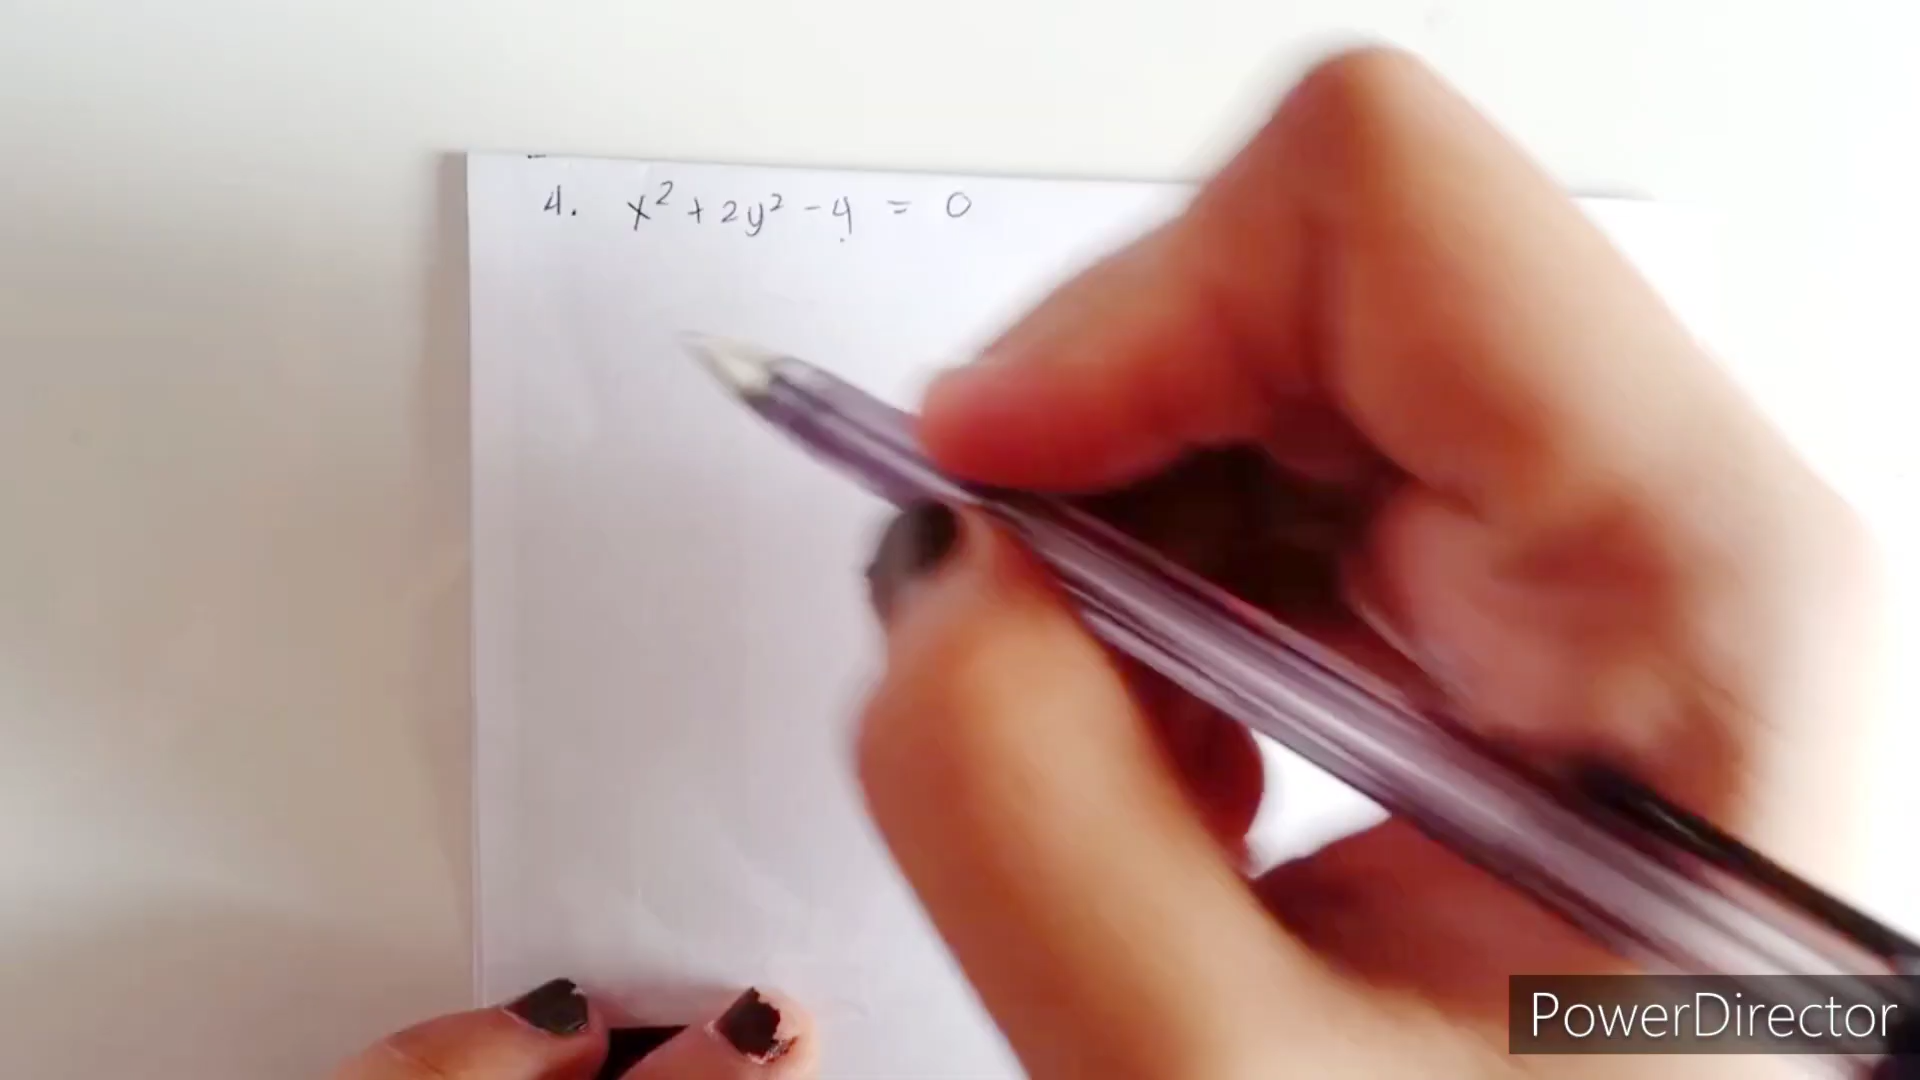 4. x² + 2y² - 4 = 0
PowerDirector